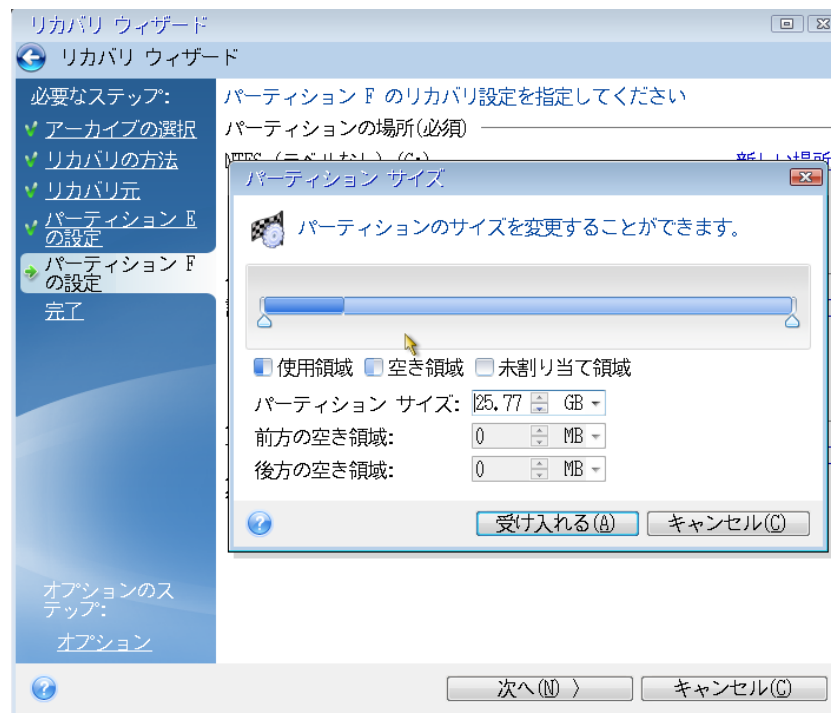 リカバリ ウィザード
リカバリ ウィザード
必要なステップ:
アーカイブの選択
リカバリの方法
リカバリ元
パーティション E
の設定
パーティション F
の設定
完了
オプションのス
テップ:
オプション
パーティション F のリカバリ設定を指定してください
パーティションの場所(必須)
新しい場所
パーティション サイズ
パーティションのサイズを変更することができます。
使用領域 空き領域 未割り当て領域
パーティション サイズ: 25.77 GB
前方の空き領域: 0 MB
後方の空き領域: 0 MB
受け入れる(A) キャンセル(C)
次へ(N) 〉 キャンセル(C)